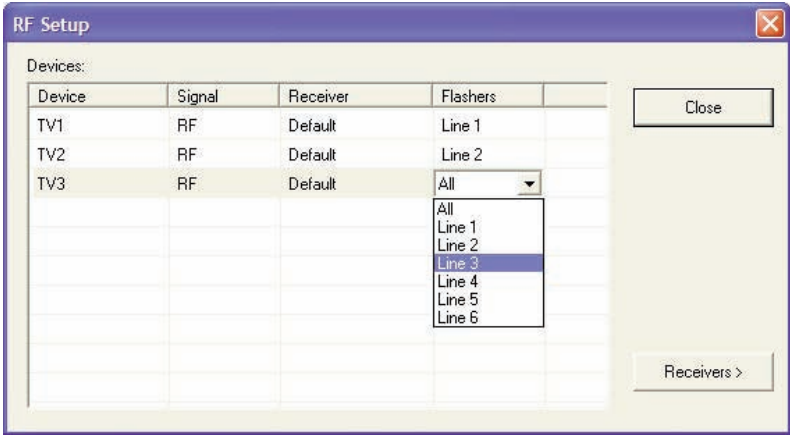 RF Setup
Devices:
Device Signal Receiver Flashers
TV1 RF Default Line 1
TV2 RF Default Line 2
TV3 RF Default All
All
Line 1
Line 2
Line 3
Line 4
Line 5
Line 6
Close
Receivers >